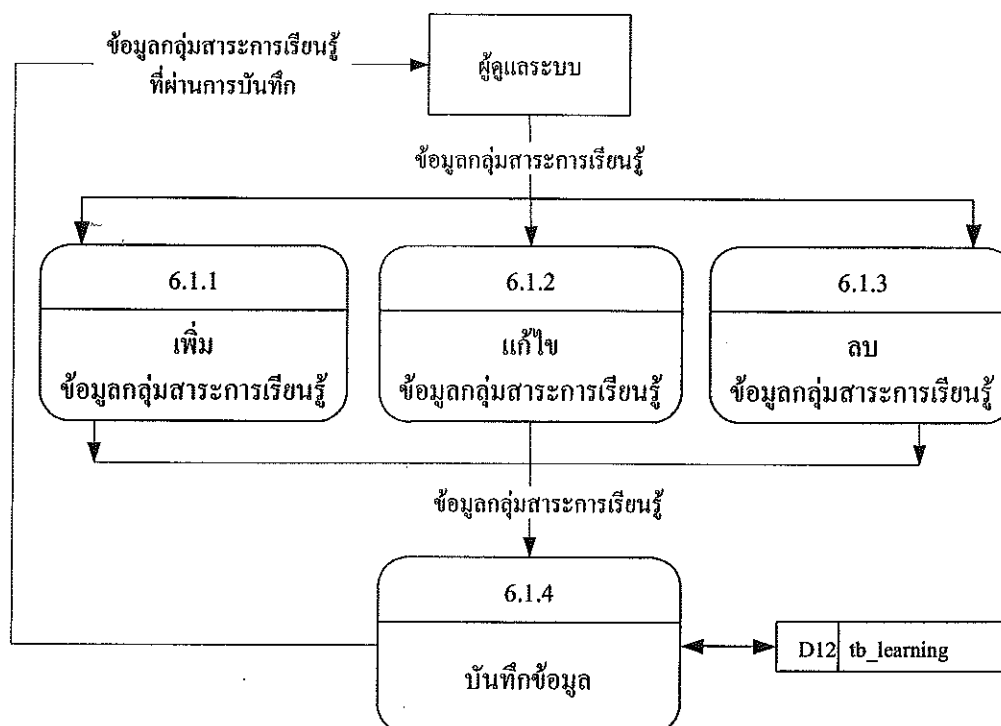 ข้อมูลกลุ่มสาระการเรียนรู้
ที่ผ่านการบันทึก
ผู้ดูแลระบบ
ข้อมูลกลุ่มสาระการเรียนรู้
6.1.1
เพิ่ม
ข้อมูลกลุ่มสาระการเรียนรู้
6.1.2
แก้ไข
ข้อมูลกลุ่มสาระการเรียนรู้
6.1.3
ลบ
ข้อมูลกลุ่มสาระการเรียนรู้
ข้อมูลกลุ่มสาระการเรียนรู้
6.1.4
บันทึกข้อมูล
D12 tb_learning